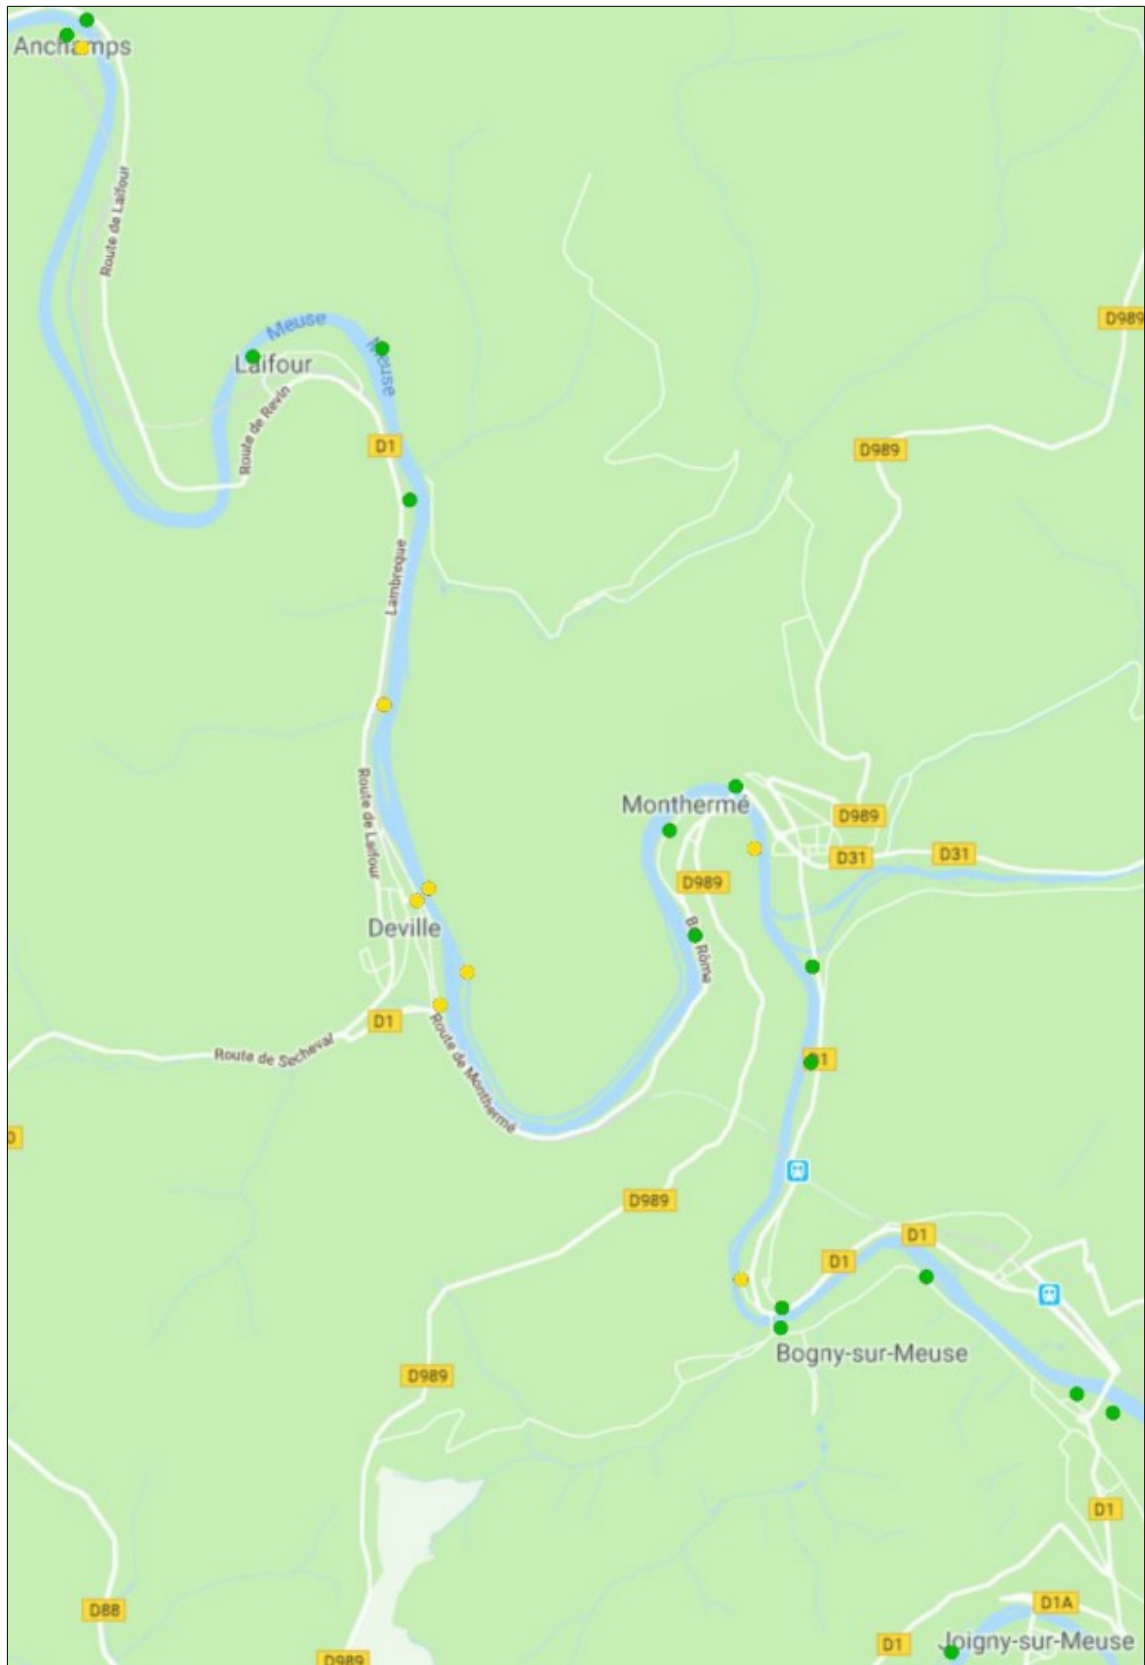 Anchamps
Route de Laifour
Meuse
D989
Laifour
Meuse
Route de Revin
D1
D989
Lambreque
Route de Laifour
Monthermé
D989
D31
D31
D989
Deville
D1
Route de Secheval
Route de Monthermé
D989
D1
D1
Bogny-sur-Meuse
D989
D1
D88
D1A
D1
Joigny-sur-Meuse
D989